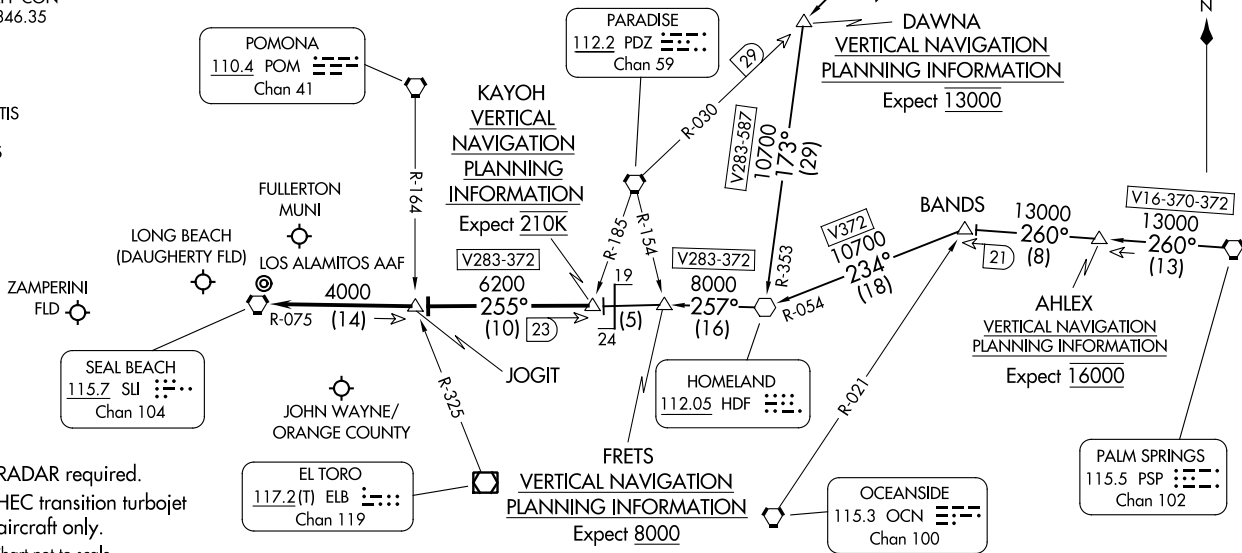 346.35
N
POMONA
110.4 POM
Chan 41
PARADISE
112.2 PDZ
Chan 59
DAWNA
VERTICAL NAVIGATION
PLANNING INFORMATION
Expect 13000
TIS
KAYOH
VERTICAL
NAVIGATION
PLANNING
INFORMATION
Expect 210K
29
R-030
V283-587
10700
173°
(29)
R-164
R-185
R-154
R-353
FULLERTON
MUNI
LONG BEACH
(DAUGHERTY FLD)
LOS ALAMITOS AAF
ZAMPERINI
FLD
BANDS
V16-370-372
13000
260°
(13)
13000
260°
(8)
21
V372
10700
234°
(18)
R-054
V283-372
6200
255°
(10)
23
19
24
(5)
V283-372
8000
257°
(16)
4000
(14)
R-075
AHLEX
VERTICAL NAVIGATION
PLANNING INFORMATION
Expect 16000
SEAL BEACH
115.7 SLI
Chan 104
JOGIT
HOMELAND
112.05 HDF
R-325
R-021
JOHN WAYNE/
ORANGE COUNTY
EL TORO
117.2(T) ELB
Chan 119
FRETS
VERTICAL NAVIGATION
PLANNING INFORMATION
Expect 8000
OCEANSIDE
115.3 OCN
Chan 100
PALM SPRINGS
115.5 PSP
Chan 102
RADAR required.
HEC transition turbojet
aircraft only.